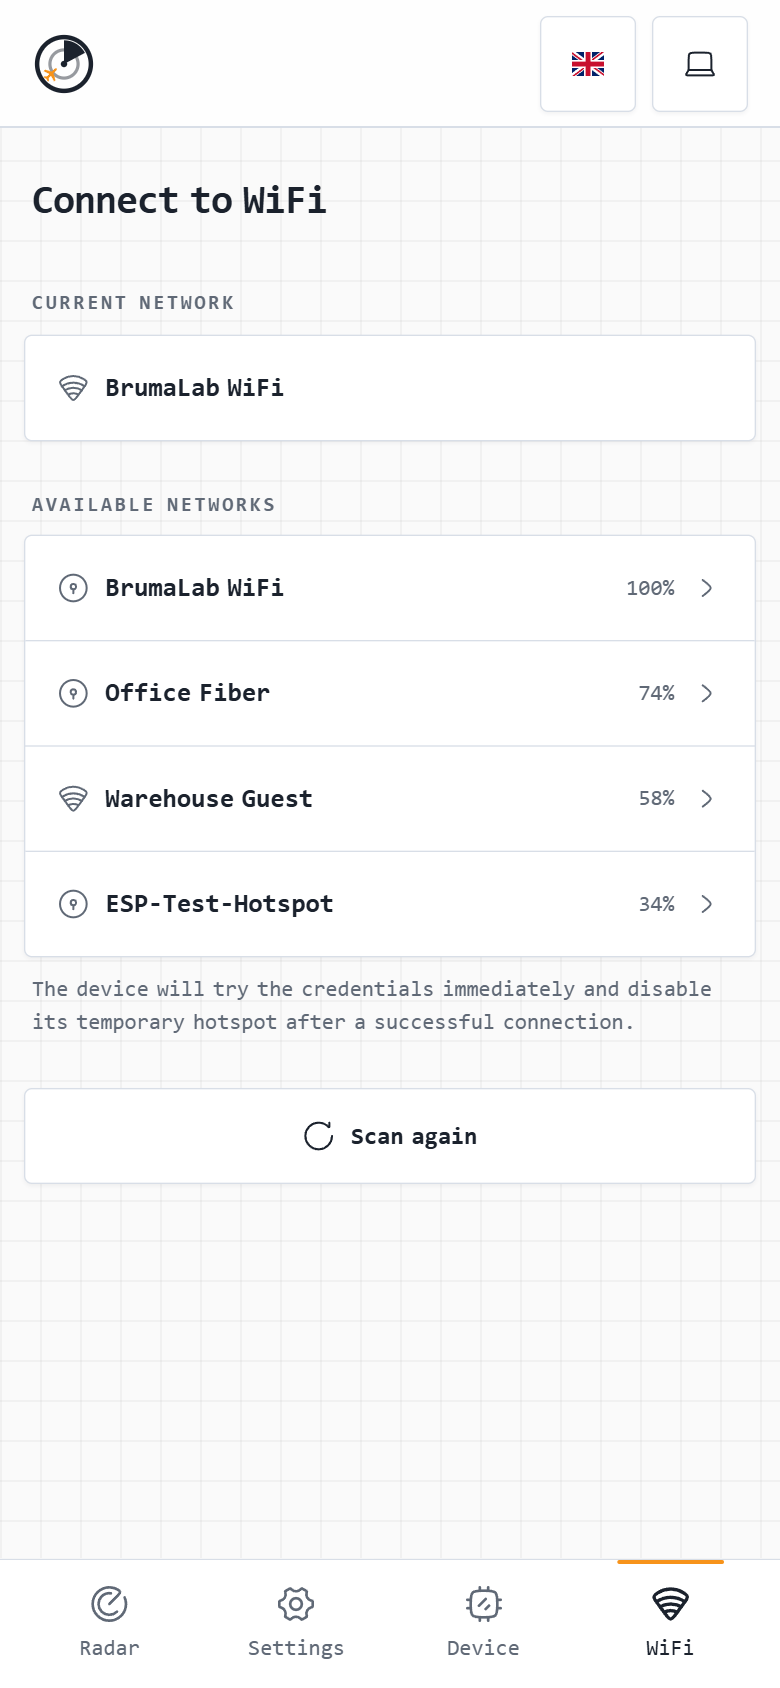 Connect to WiFi
CURRENT NETWORK
BrumaLab WiFi
AVAILABLE NETWORKS
BrumaLab WiFi 100%
Office Fiber 74%
Warehouse Guest 58%
ESP-Test-Hotspot 34%
The device will try the credentials immediately and disable
its temporary hotspot after a successful connection.
Scan again
Radar Settings Device WiFi